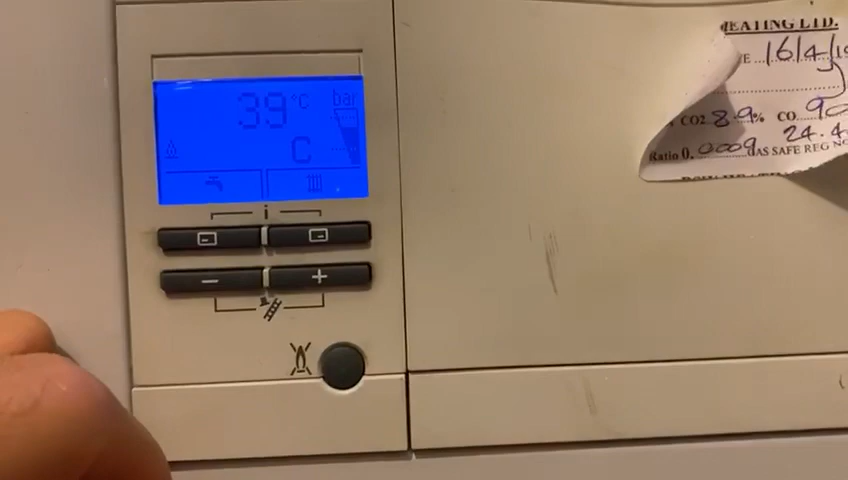 39 °C bar
C
i
- +
HEATING LTD.
16/4/19
CO2 8.9% CO 90
24.4
Ratio 0.0009 GAS SAFE REG NO